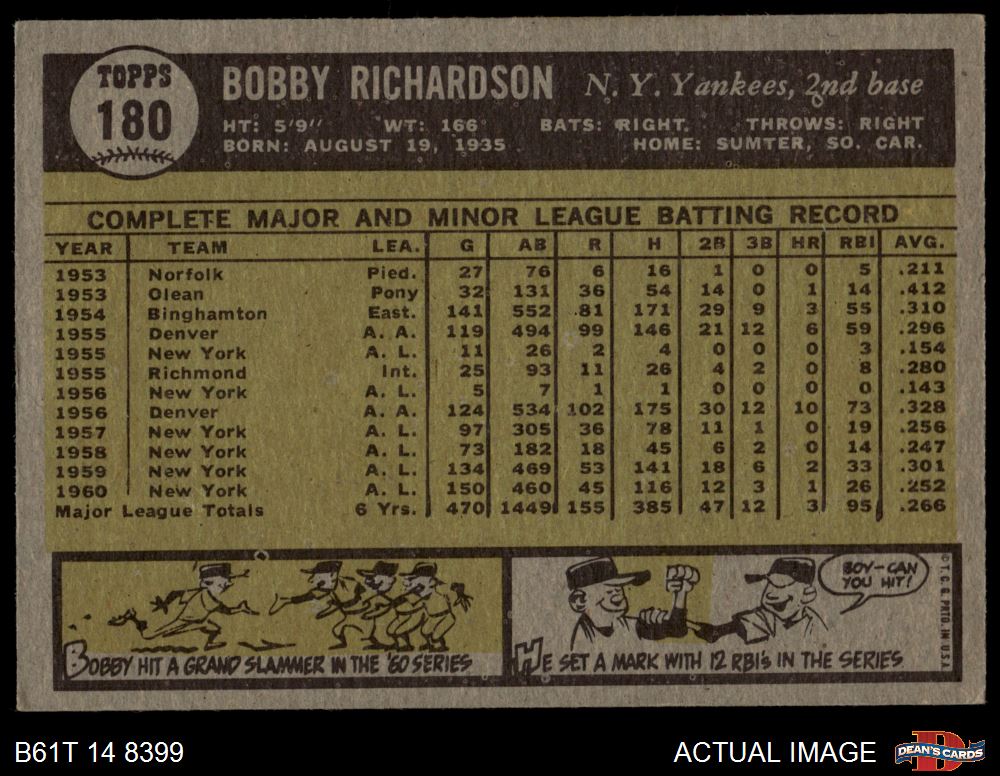 TOPPS
180
BOBBY RICHARDSON N. Y. Yankees, 2nd base
HT: 5'9" WT: 166 BATS: RIGHT THROWS: RIGHT
BORN: AUGUST 19, 1935 HOME: SUMTER, SO. CAR.
COMPLETE MAJOR AND MINOR LEAGUE BATTING RECORD
YEAR TEAM LEA. G AB R H 2B 3B HR RBI AVG.
1953 Norfolk Pied. 27 76 6 16 1 0 0 5 .211
1953 Olean Pony 32 131 36 54 14 0 1 14 .412
1954 Binghamton East. 141 552 81 171 29 9 3 55 .310
1955 Denver A. A. 119 494 99 146 21 12 6 59 .296
1955 New York A. L. 11 26 2 4 0 0 0 3 .154
1955 Richmond Int. 25 93 11 26 4 2 0 8 .280
1956 New York A. L. 5 7 1 1 0 0 0 0 .143
1956 Denver A. A. 124 534 102 175 30 12 10 73 .328
1957 New York A. L. 97 305 36 78 11 1 0 19 .256
1958 New York A. L. 73 182 18 45 6 2 0 14 .247
1959 New York A. L. 134 469 53 141 18 6 2 33 .301
1960 New York A. L. 150 460 45 116 12 3 1 26 .252
Major League Totals 6 Yrs. 470 1449 155 385 47 12 3 95 .266
BOY-CAN
YOU HIT!
© T. C. G. PRTD. IN U.S.A.
BOBBY HIT A GRAND SLAMMER IN THE '60 SERIES
HE SET A MARK WITH 12 RBI's IN THE SERIES
B61T 14 8399 ACTUAL IMAGE
D
DEAN'S CARDS